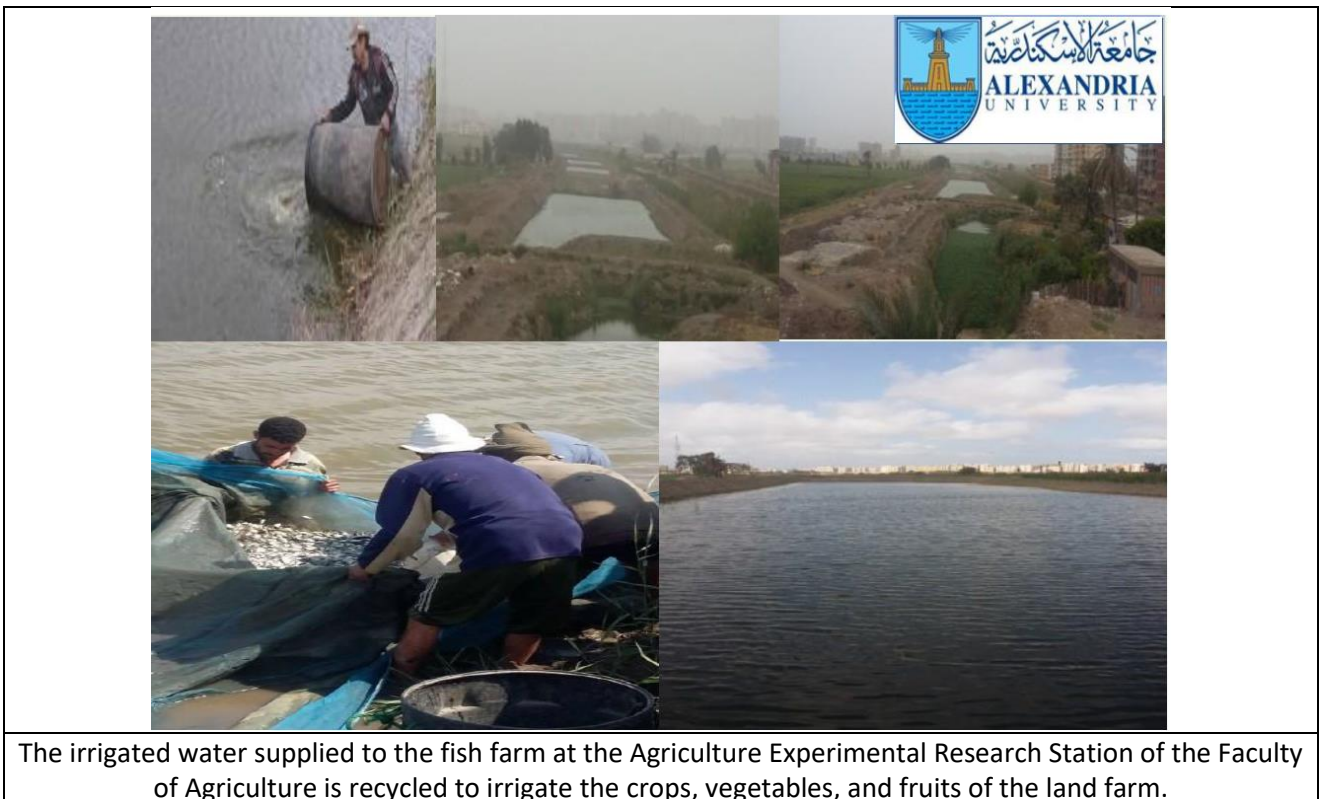 جامعة الإسكندرية
ALEXANDRIA
UNIVERSITY
The irrigated water supplied to the fish farm at the Agriculture Experimental Research Station of the Faculty
of Agriculture is recycled to irrigate the crops, vegetables, and fruits of the land farm.